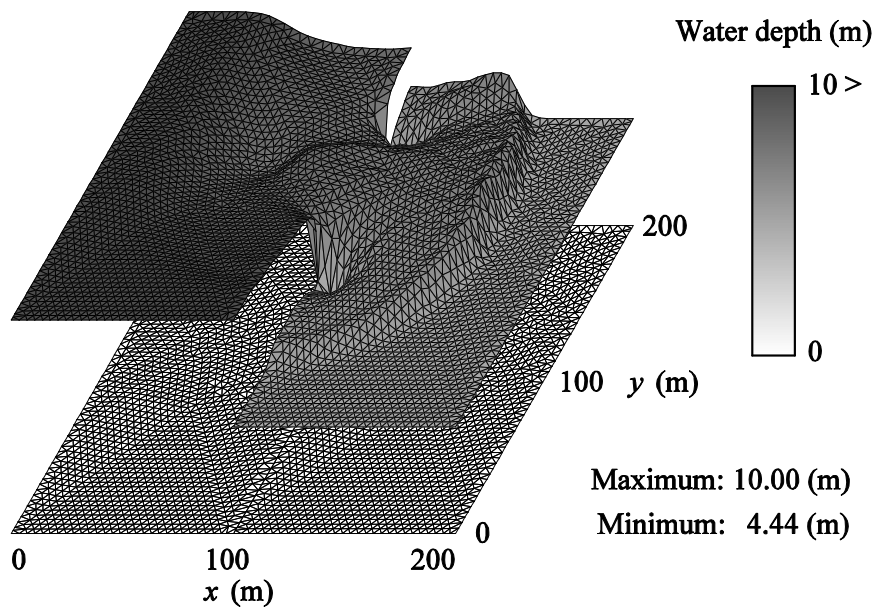 Water depth (m)
10 >
0
200
100 y (m)
0
Maximum: 10.00 (m)
Minimum: 4.44 (m)
0 100 200
x (m)